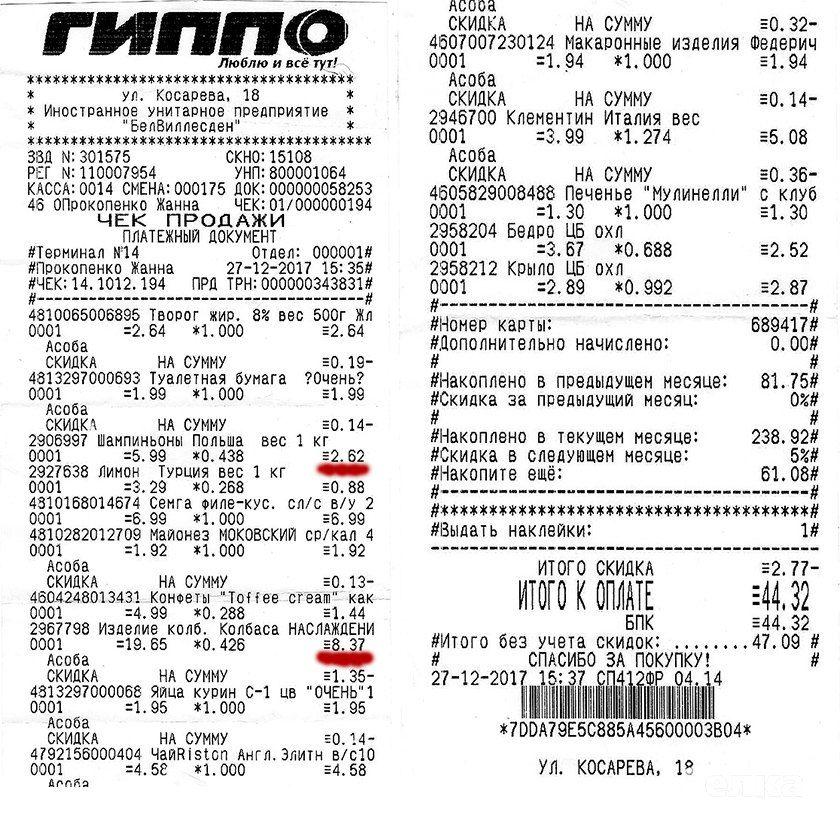 ГИППО
Люблю и всё тут!
************************************
* ул. Косарева, 18 *
* Иностранное унитарное предприятие *
* "БелВиллесден" *
************************************
ЗВД N:301575 СКНО:15108
РЕГ N:110007954 УНП:800001064
КАССА:0014 СМЕНА:000175 ДОК:000000058253
46 0Прокопенко Жанна ЧЕК:01/000000194
ЧЕК ПРОДАЖИ
ПЛАТЕЖНЫЙ ДОКУМЕНТ
#Терминал №14 Отдел: 000001#
#Прокопенко Жанна 27-12-2017 15:35#
#ЧЕК:14.1012.194 ПРД ТРН:000000343831#
#--------------------------------------#
4810065006895 Творог жир. 8% вес 500г Жл
0001 =2.64 *1.000 ≡2.64
Асоба
СКИДКА НА СУММУ ≡0.19-
4813297000693 Туалетная бумага ?Очень?
0001 =1.99 *1.000 ≡1.99
Асоба
СКИДКА НА СУММУ ≡0.14-
2906997 Шампиньоны Польша вес 1 кг
0001 =5.99 *0.438 ≡2.62
2927638 Лимон Турция вес 1 кг
0001 =3.29 *0.268 ≡0.88
4810168014674 Семга филе-кус. сл/с в/у 2
0001 =6.99 *1.000 ≡6.99
4810282012709 Майонез МОКОВСКИЙ ср/кал 4
0001 =1.92 *1.000 ≡1.92
Асоба
СКИДКА НА СУММУ ≡0.13-
4604248013431 Конфеты "Toffee cream" как
0001 =4.99 *0.288 ≡1.44
2967798 Изделие колб. Колбаса НАСЛАЖДЕНИ
0001 =19.65 *0.426 ≡8.37
Асоба
СКИДКА НА СУММУ ≡1.35-
4813297000068 Яйца курин С-1 цв "ОЧЕНЬ"1
0001 =1.95 *1.000 ≡1.95
Асоба
СКИДКА НА СУММУ ≡0.14-
4792156000404 ЧайRiston Англ.Элитн в/с10
0001 =4.58 *1.000 ≡4.58
Асоба
Асоба
СКИДКА НА СУММУ ≡0.32-
4607007230124 Макаронные изделия Федерич
0001 =1.94 *1.000 ≡1.94
Асоба
СКИДКА НА СУММУ ≡0.14-
2946700 Клементин Италия вес
0001 =3.99 *1.274 ≡5.08
Асоба
СКИДКА НА СУММУ ≡0.36-
4605829008488 Печенье "Мулинелли" с клуб
0001 =1.30 *1.000 ≡1.30
2958204 Бедро ЦБ охл
0001 =3.67 *0.688 ≡2.52
2958212 Крыло ЦБ охл
0001 =2.89 *0.992 ≡2.87
#--------------------------------------#
#Номер карты: 689417#
#Дополнительно начислено: 0.00#
# #
#Накоплено в предыдущем месяце: 81.75#
#Скидка за предыдущий месяц: 0%#
# #
#Накоплено в текущем месяце: 238.92#
#Скидка в следующем месяце: 5%#
#Накопите ещё: 61.08#
#--------------------------------------#
#**************************************#
#Выдать наклейки: 1#
----------------------------------------
ИТОГО СКИДКА ≡2.77-
ИТОГО К ОПЛАТЕ ≡44.32
БПК ≡44.32
#Итого без учета скидок: ........47.09 #
# СПАСИБО ЗА ПОКУПКУ! #
27-12-2017 15:37 СП412ФР 04.14
*7DDA79E5C885A45600003B04*
УЛ. КОСАРЕВА, 18